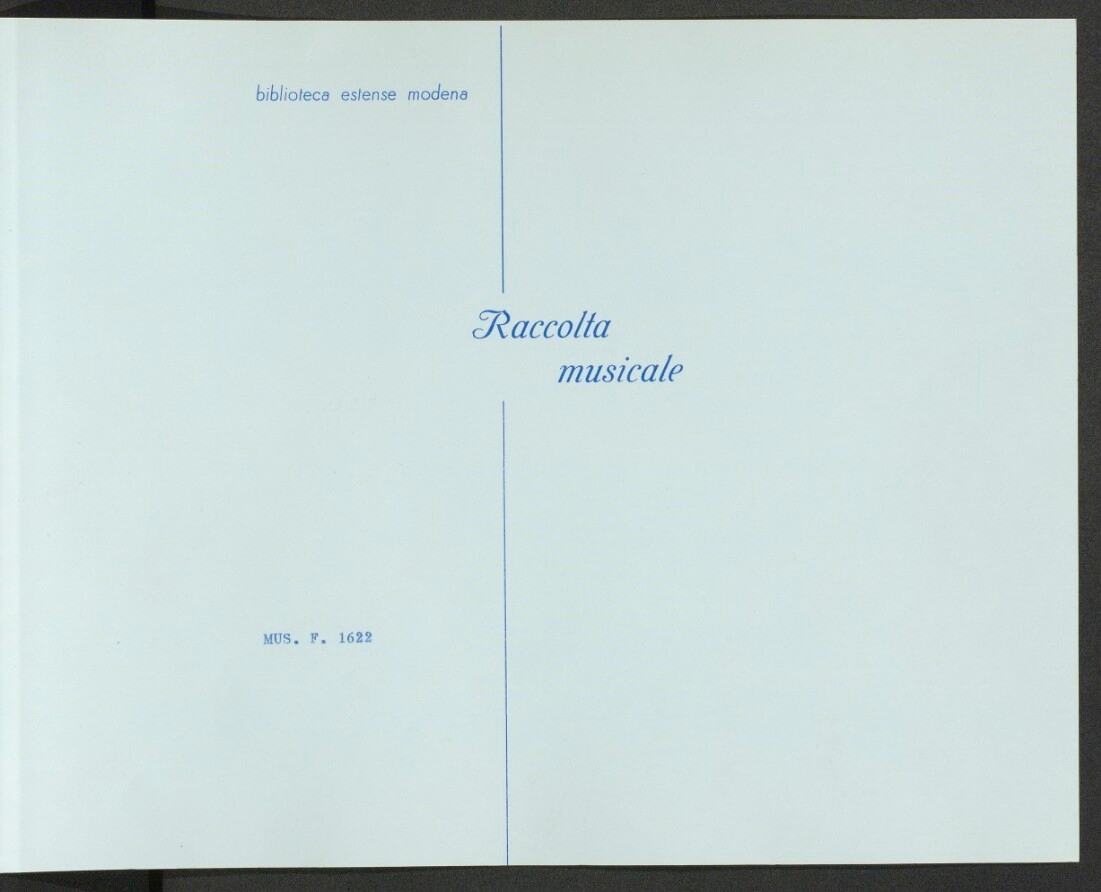 biblioteca estense modena
Raccolta
musicale
MUS. F. 1622